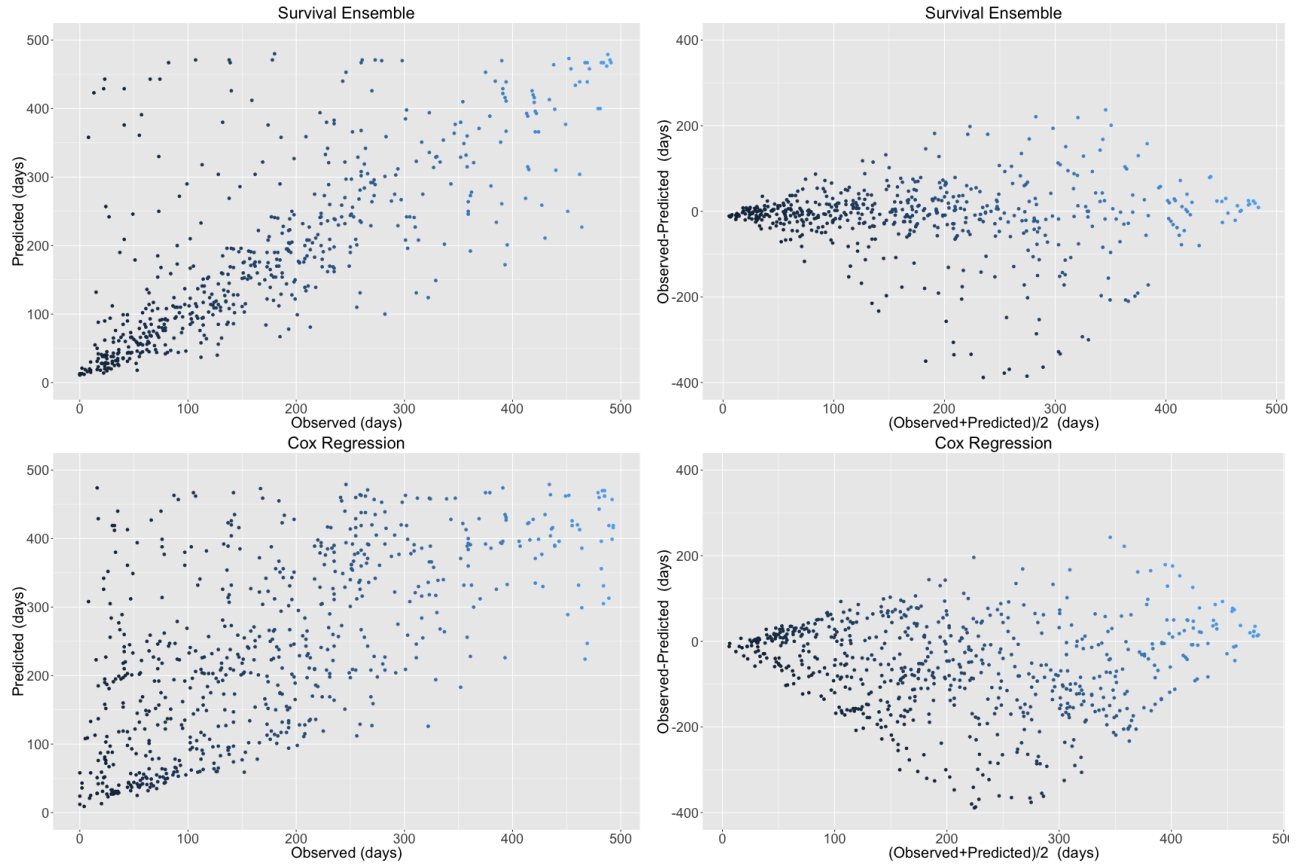 Survival Ensemble
500
400
300
200
100
0
Predicted (days)
0 100 200 300 400 500
Observed (days)
Survival Ensemble
400
200
0
-200
-400
Observed-Predicted (days)
0 100 200 300 400 500
(Observed+Predicted)/2 (days)
Cox Regression
500
400
300
200
100
0
Predicted (days)
0 100 200 300 400 500
Observed (days)
Cox Regression
400
200
0
-200
-400
Observed-Predicted (days)
0 100 200 300 400 500
(Observed+Predicted)/2 (days)